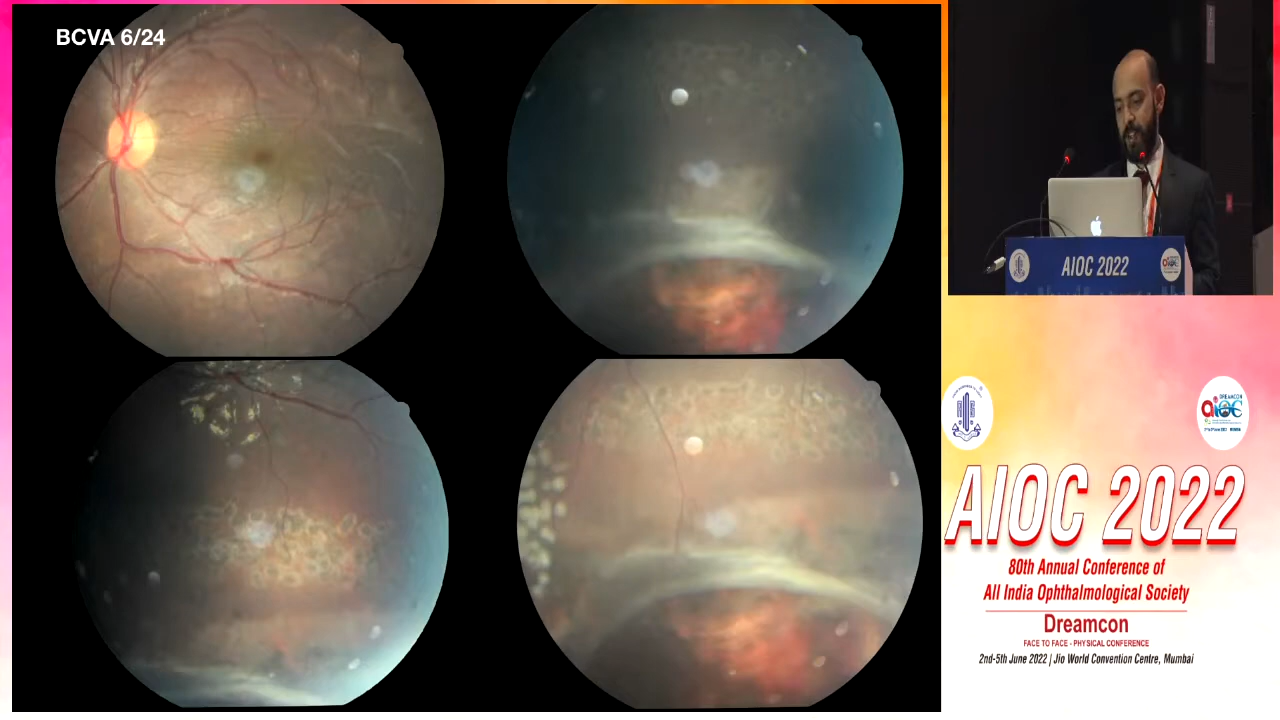 BCVA 6/24
AIOC 2022
DREAMCON
AIOC 2022
80th Annual Conference of
All India Ophthalmological Society
Dreamcon
FACE TO FACE - PHYSICAL CONFERENCE
2nd-5th June 2022 | Jio World Convention Centre, Mumbai